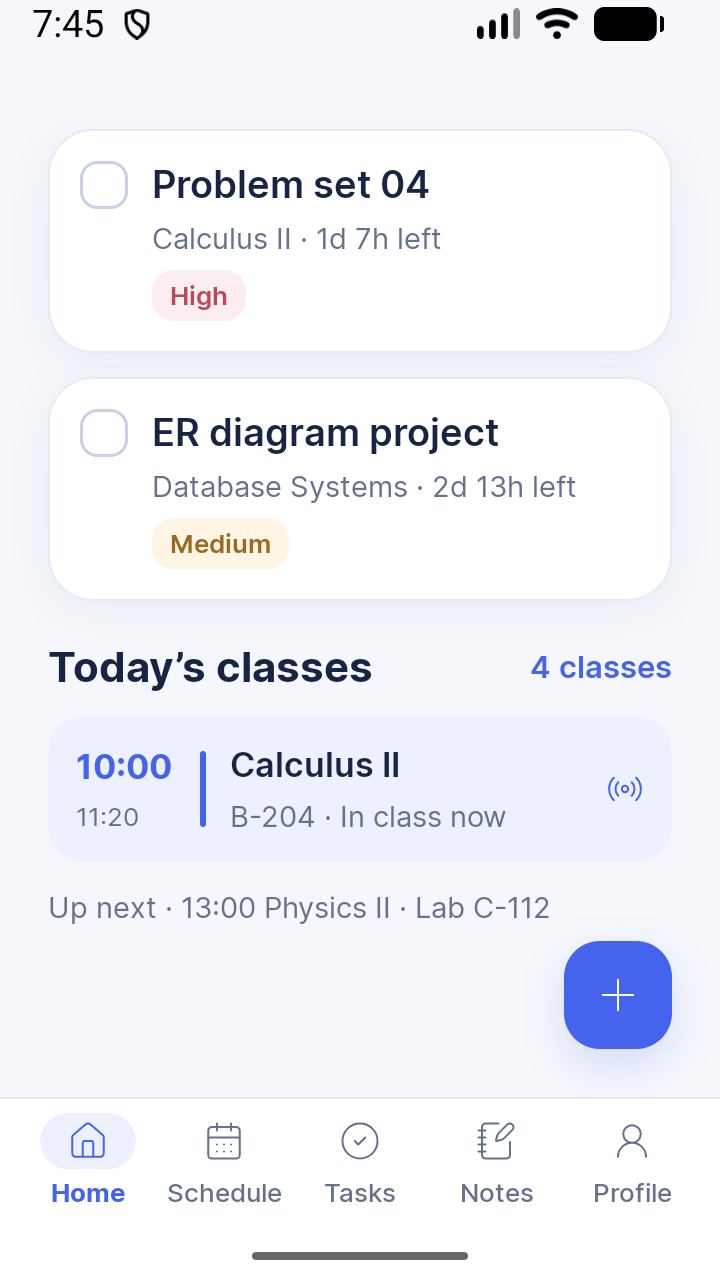 7:45
Problem set 04
Calculus II · 1d 7h left
High
ER diagram project
Database Systems · 2d 13h left
Medium
Today’s classes
4 classes
10:00
11:20
Calculus II
B-204 · In class now
Up next · 13:00 Physics II · Lab C-112
Home
Schedule
Tasks
Notes
Profile